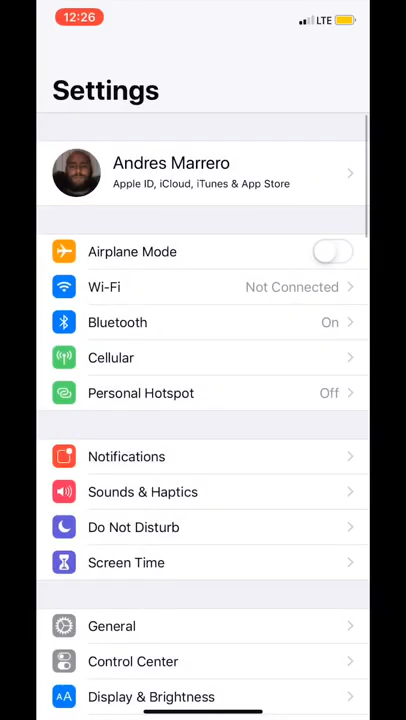 12:26 LTE
Settings
Andres Marrero
Apple ID, iCloud, iTunes & App Store
Airplane Mode
Wi-Fi Not Connected
Bluetooth On
Cellular
Personal Hotspot Off
Notifications
Sounds & Haptics
Do Not Disturb
Screen Time
General
Control Center
AA Display & Brightness